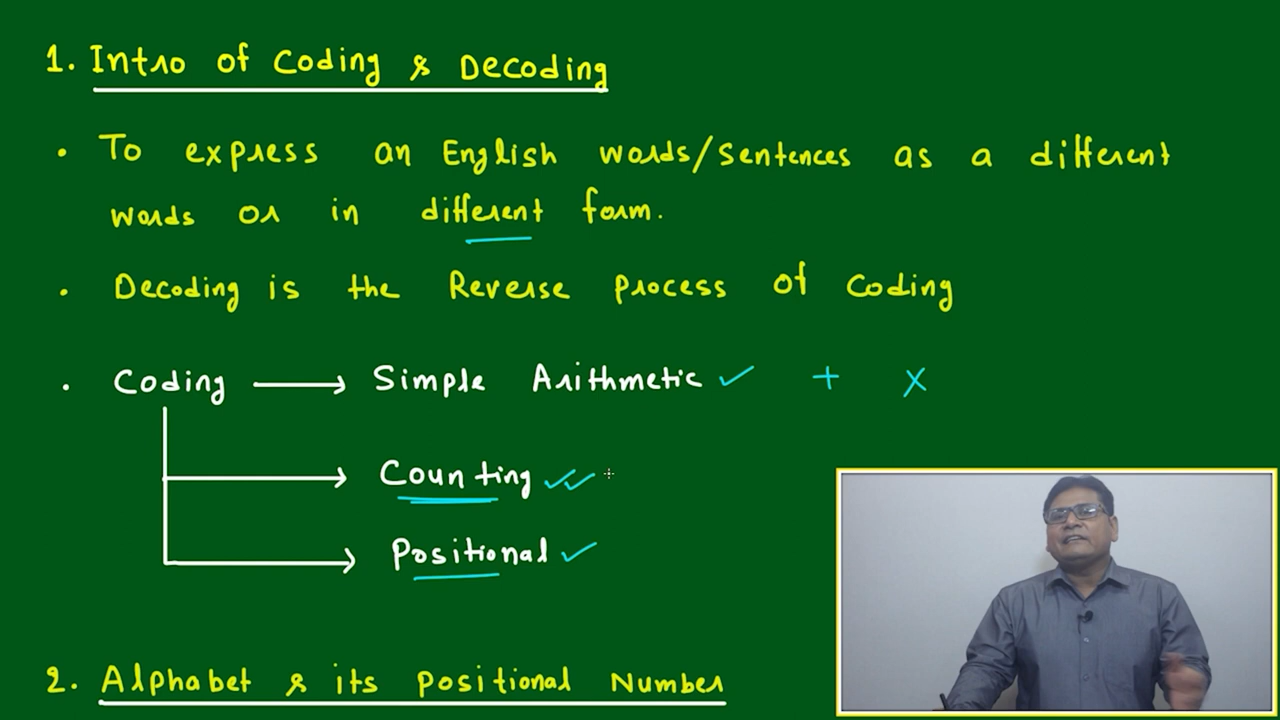 1. Intro of Coding & Decoding
• To express an English words/sentences as a different
words or in different form.
• Decoding is the Reverse process of Coding
• Coding → Simple Arithmetic ✓ + ×
→ Counting ✓✓
→ Positional ✓
2. Alphabet & its positional Number